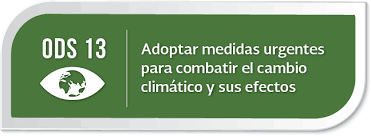 ODS 13
Adoptar medidas urgentes
para combatir el cambio
climático y sus efectos